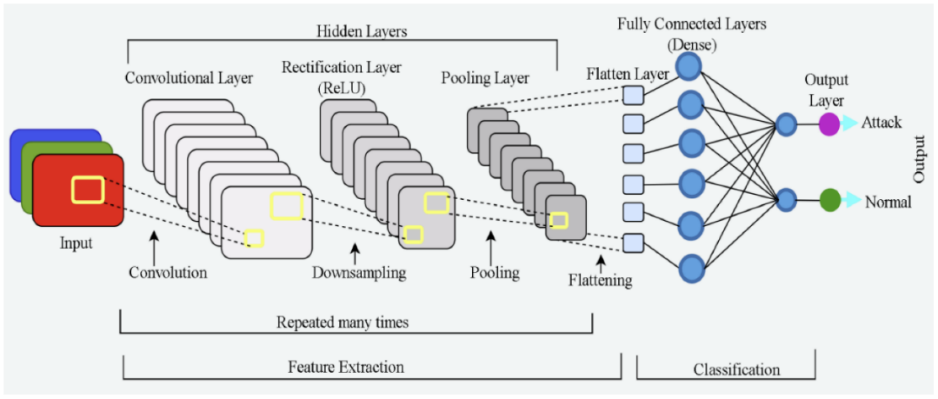 Hidden Layers
Fully Connected Layers
(Dense)
Convolutional Layer
Rectification Layer
(ReLU)
Pooling Layer
Flatten Layer
Output
Layer
Attack
Normal
Output
Input
Convolution
Downsampling
Pooling
Flattening
Repeated many times
Feature Extraction
Classification